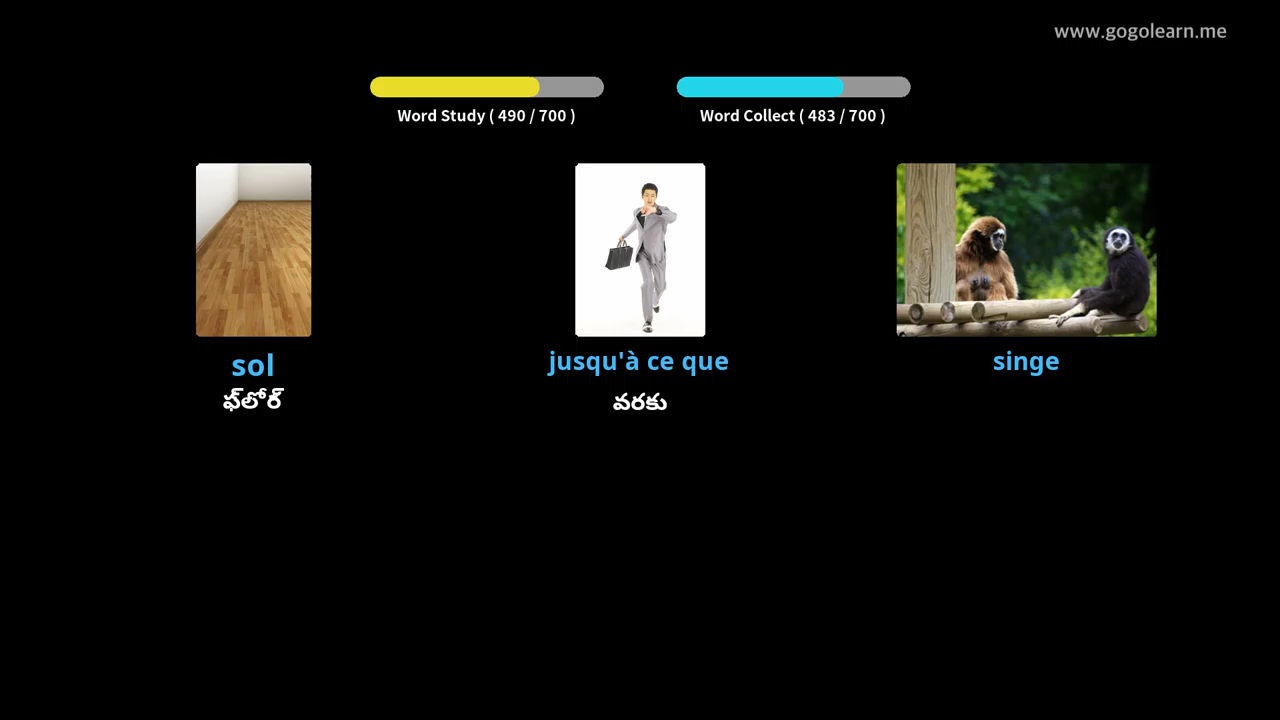 www.gogolearn.me
Word Study ( 490 / 700 )
Word Collect ( 483 / 700 )
sol
ఫ్‌లోర్
jusqu'à ce que
వరకు
singe